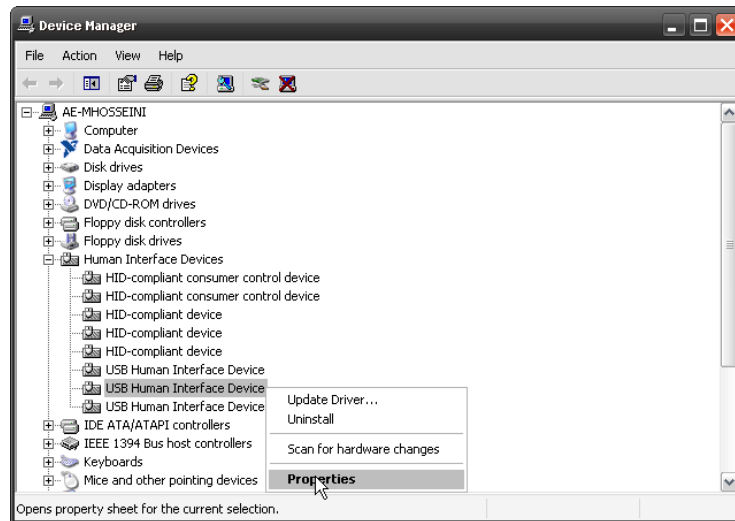 Device Manager
File Action View Help
AE-MHOSSEINI
Computer
Data Acquisition Devices
Disk drives
Display adapters
DVD/CD-ROM drives
Floppy disk controllers
Floppy disk drives
Human Interface Devices
HID-compliant consumer control device
HID-compliant consumer control device
HID-compliant device
HID-compliant device
HID-compliant device
USB Human Interface Device
USB Human Interface Device
USB Human Interface Device
IDE ATA/ATAPI controllers
IEEE 1394 Bus host controllers
Keyboards
Mice and other pointing devices
Update Driver...
Uninstall
Scan for hardware changes
Properties
Opens property sheet for the current selection.